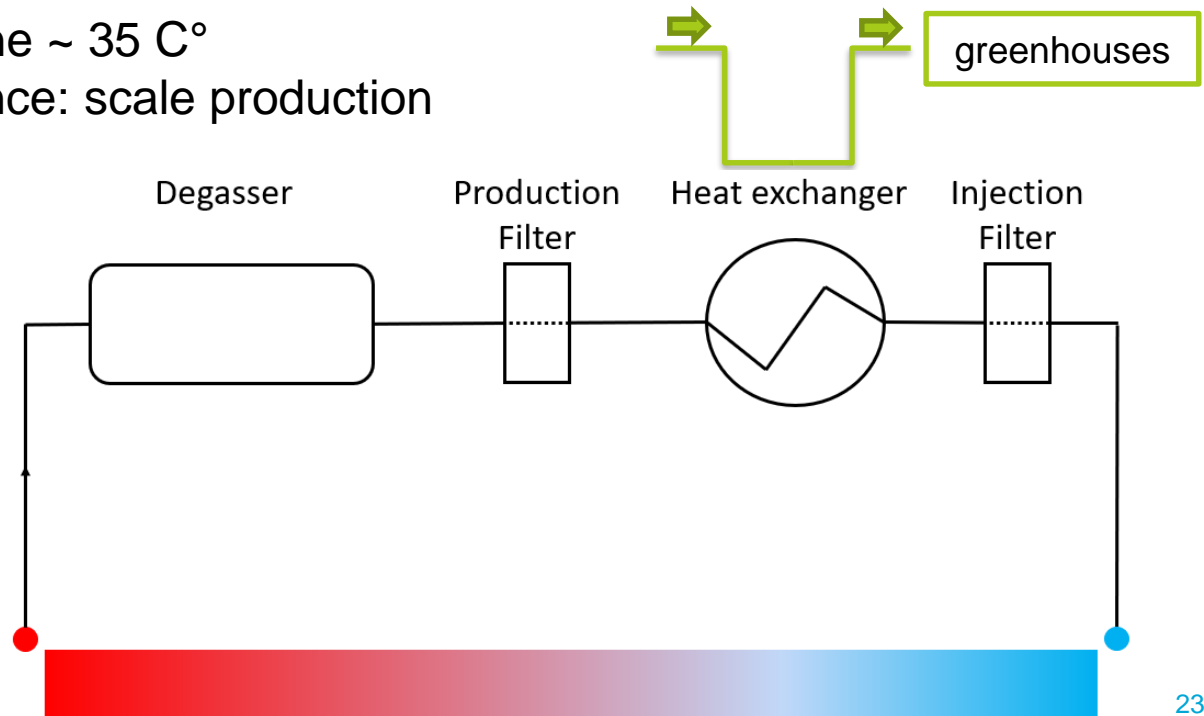 ne ~ 35 C°
nce: scale production
greenhouses
Degasser
Production
Filter
Heat exchanger
Injection
Filter
23